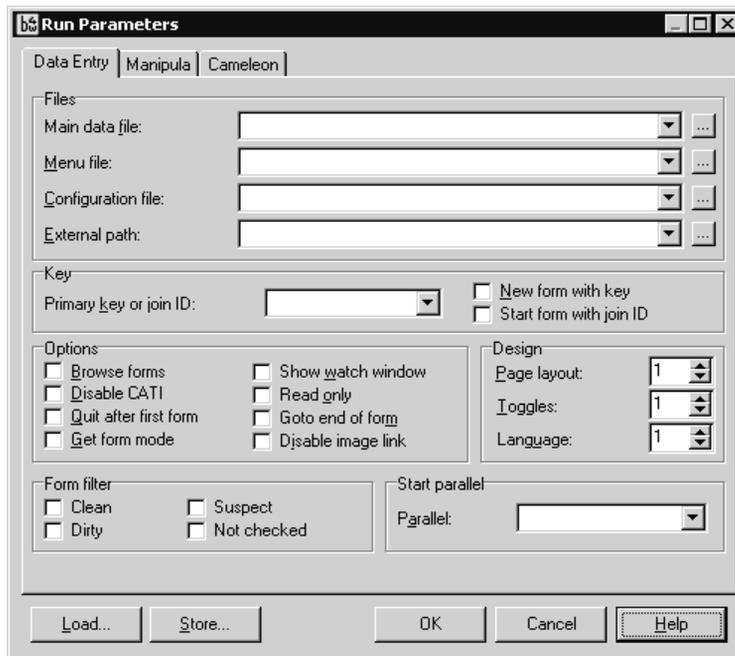 Run Parameters
Data Entry Manipula Cameleon
Files
Main data file: ...
Menu file: ...
Configuration file: ...
External path: ...
Key
Primary key or join ID:
New form with key
Start form with join ID
Options
Browse forms
Disable CATI
Quit after first form
Get form mode
Show watch window
Read only
Goto end of form
Disable image link
Design
Page layout: 1
Toggles: 1
Language: 1
Form filter
Clean
Dirty
Suspect
Not checked
Start parallel
Parallel:
Load... Store... OK Cancel Help